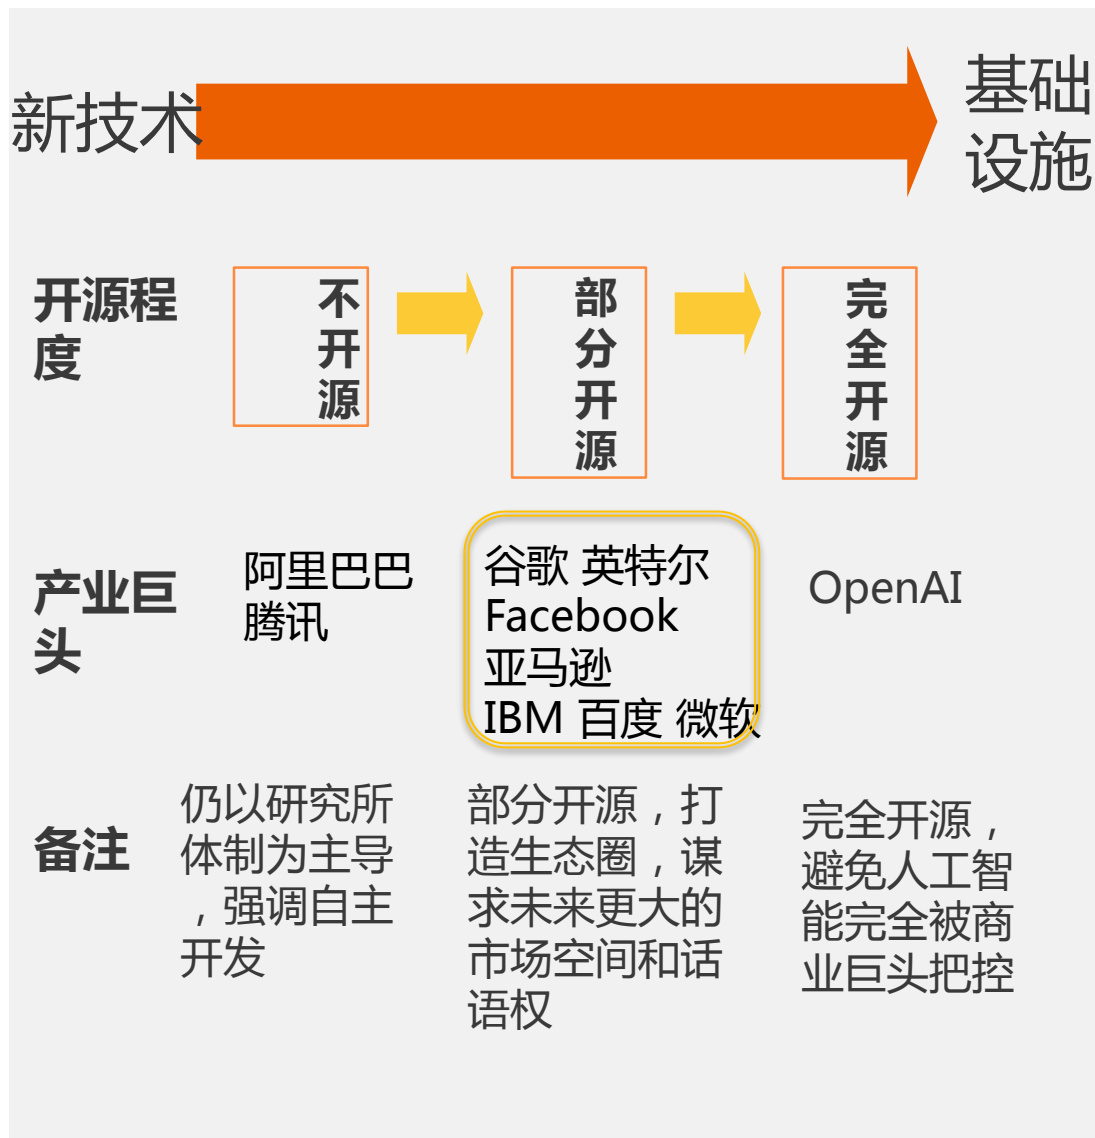 新技术
基础
设施
开源程
度
不
开
源
部
分
开
源
完
全
开
源
产业巨
头
阿里巴巴
腾讯
谷歌 英特尔
Facebook
亚马逊
IBM 百度 微软
OpenAI
备注
仍以研究所
体制为主导
，强调自主
开发
部分开源，打
造生态圈，谋
求未来更大的
市场空间和话
语权
完全开源，
避免人工智
能完全被商
业巨头把控